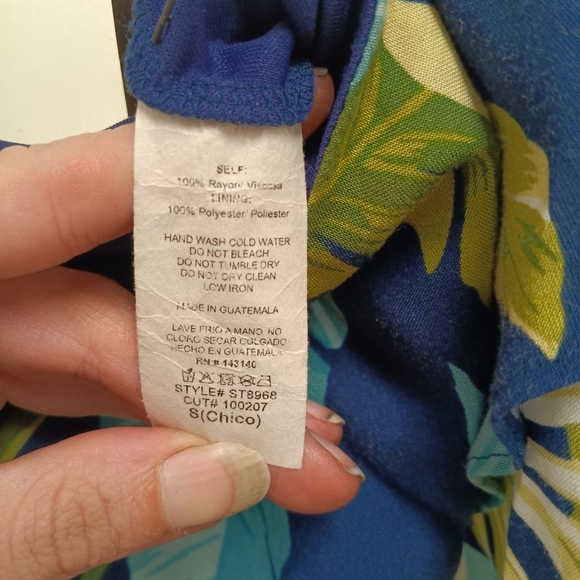 SELF:
100% Rayon/ Viscosa
LINING:
100% Polyester/ Poliester
HAND WASH COLD WATER
DO NOT BLEACH
DO NOT TUMBLE DRY
DO NOT DRY CLEAN
LOW IRON
MADE IN GUATEMALA
LAVE FRIO A MANO, NO
CLORO SECAR COLGADO
HECHO EN GUATEMALA
RN # 143140
STYLE# ST8968
CUT# 100207
S(Chico)